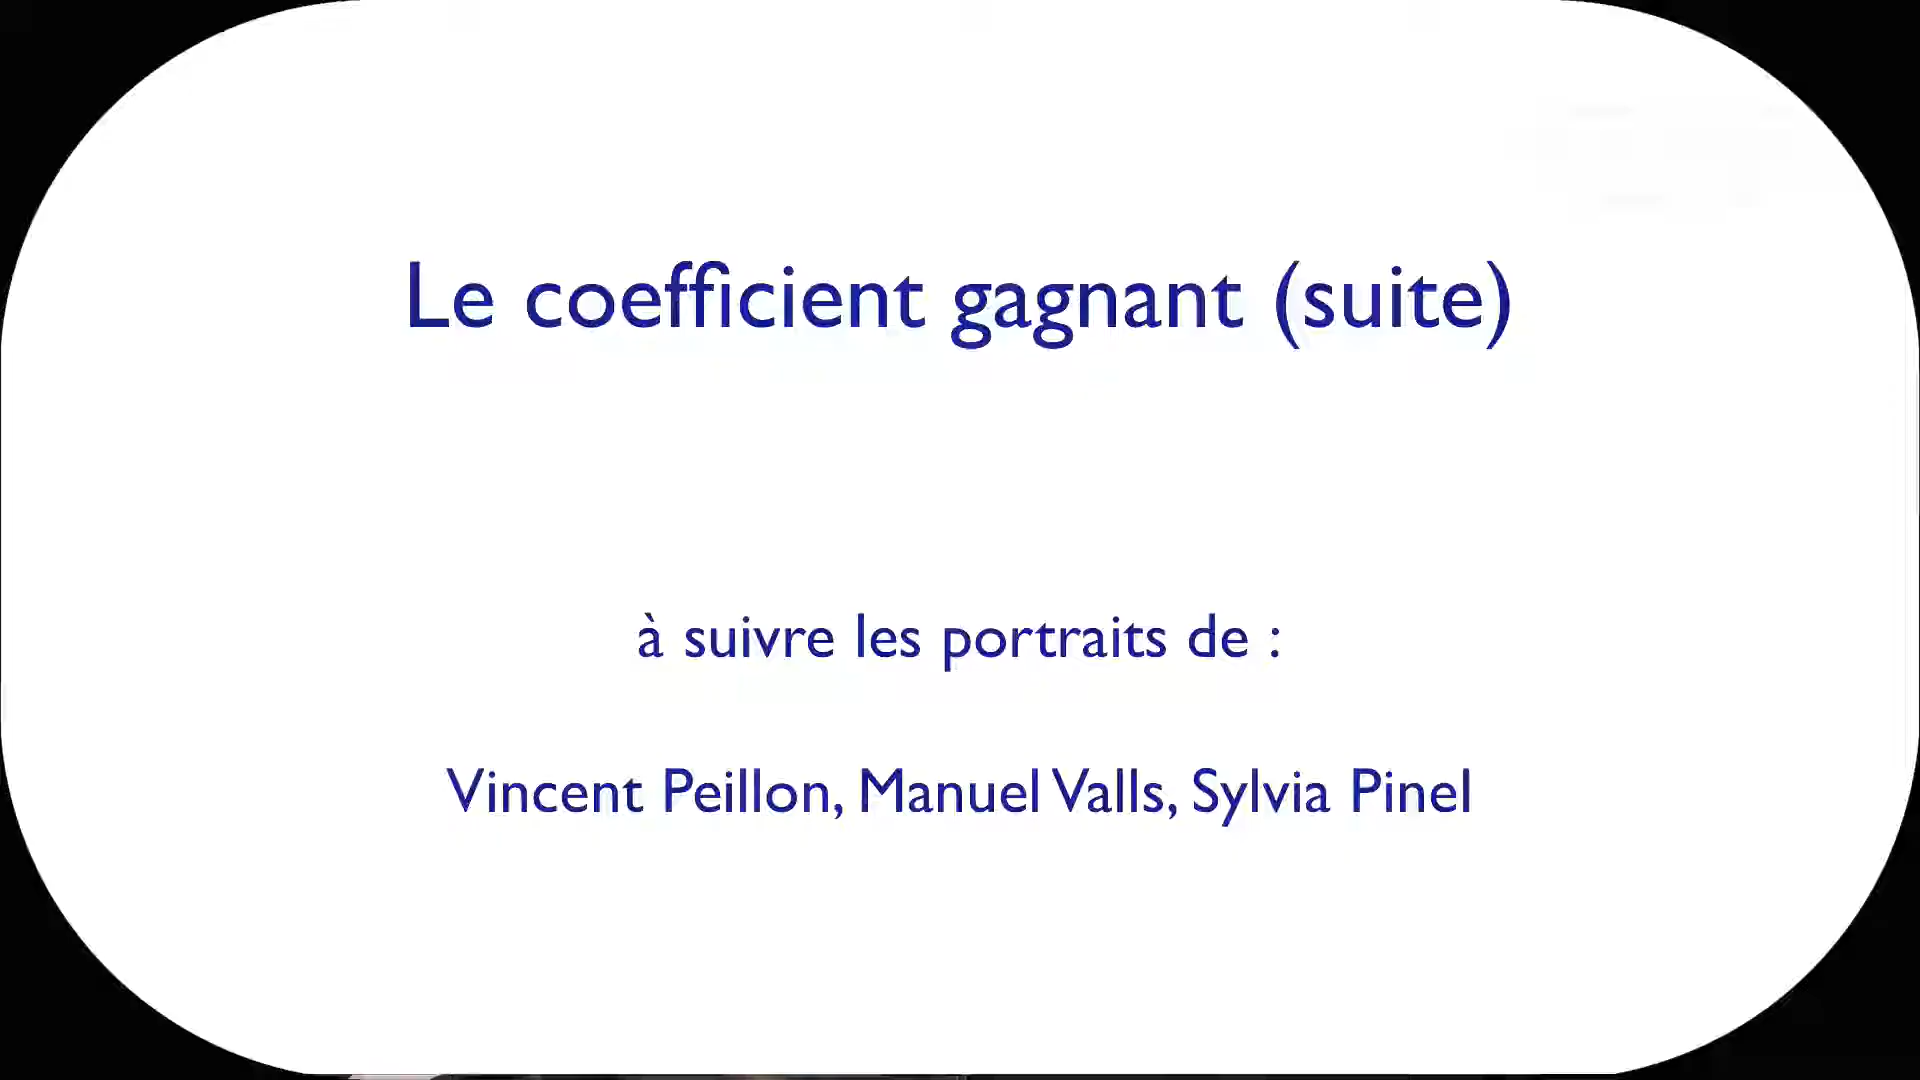 Le coefficient gagnant (suite)
à suivre les portraits de :
Vincent Peillon, Manuel Valls, Sylvia Pinel